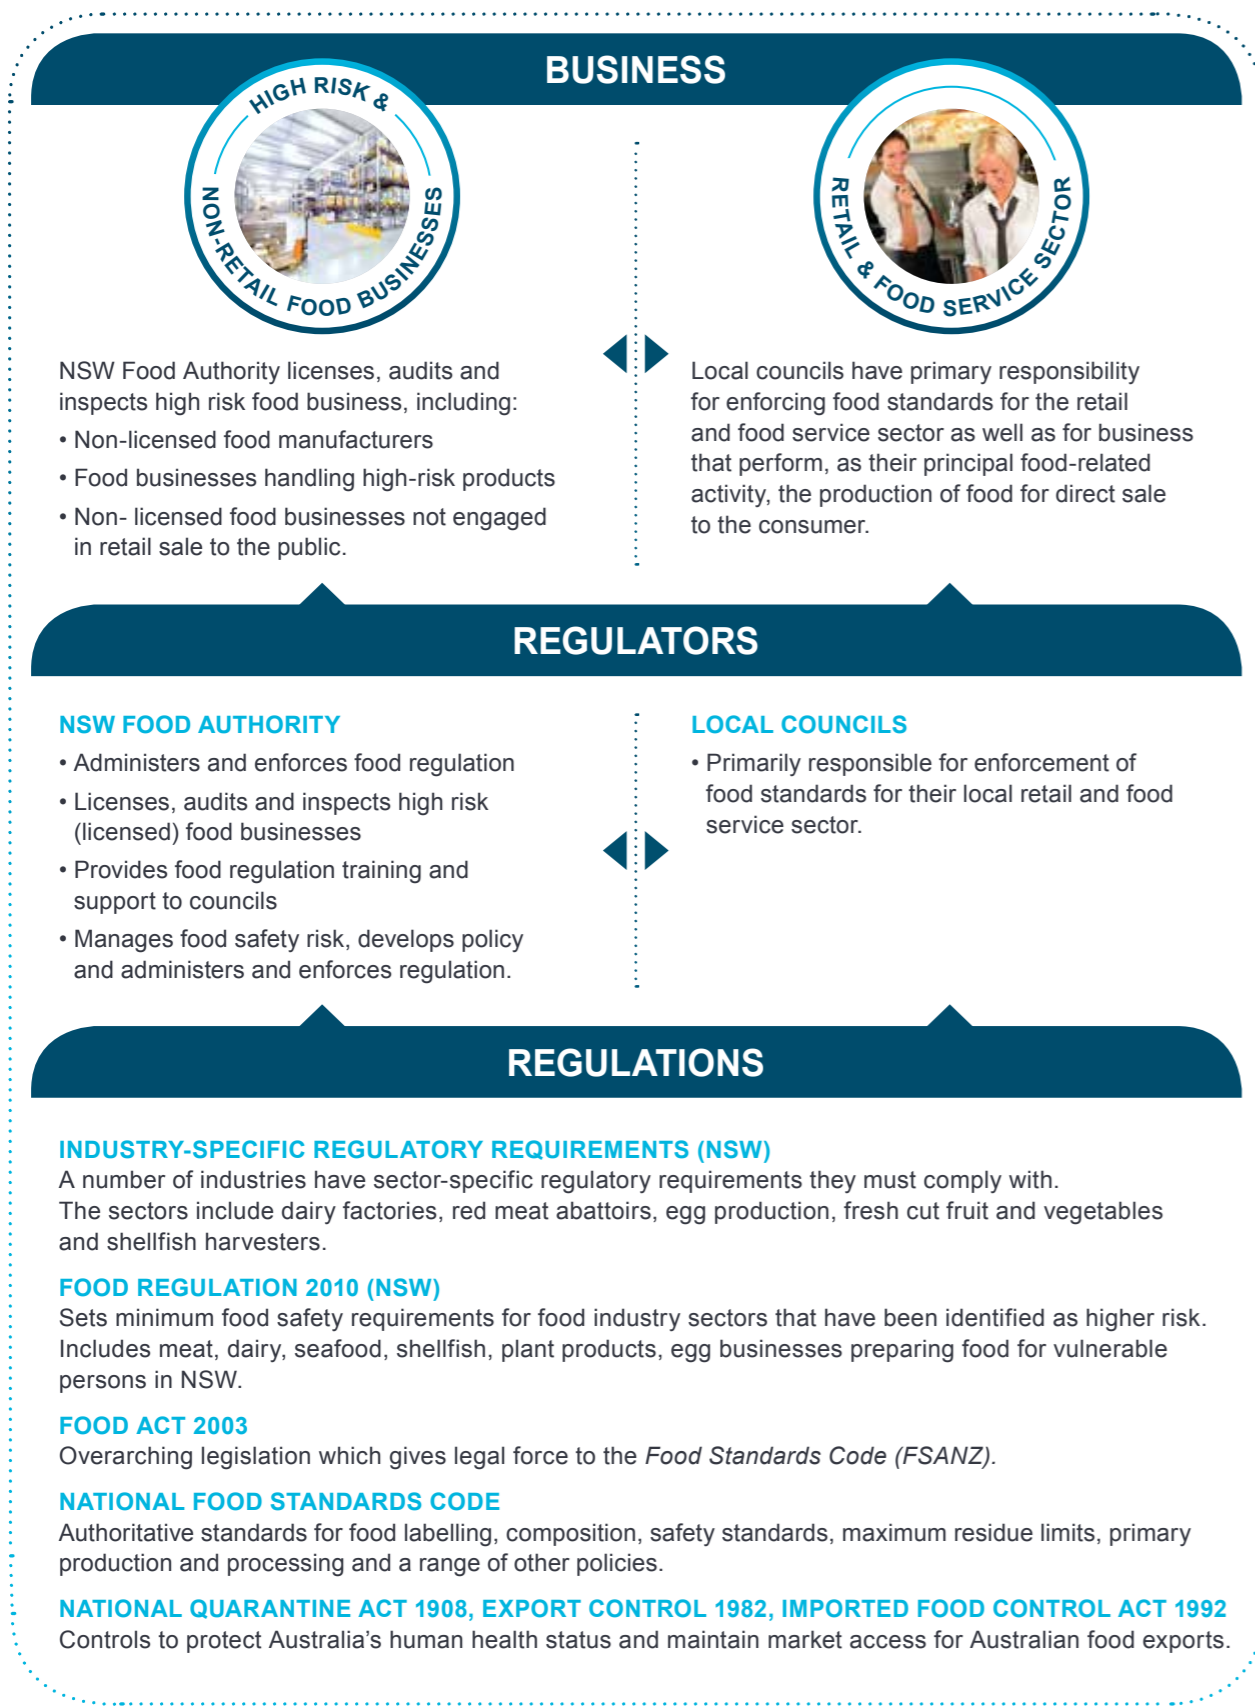 BUSINESS
HIGH RISK &
NON-RETAIL FOOD BUSINESSES
NSW Food Authority licenses, audits and
inspects high risk food business, including:
• Non-licensed food manufacturers
• Food businesses handling high-risk products
• Non- licensed food businesses not engaged
in retail sale to the public.
RETAIL & FOOD SERVICE SECTOR
Local councils have primary responsibility
for enforcing food standards for the retail
and food service sector as well as for business
that perform, as their principal food-related
activity, the production of food for direct sale
to the consumer.
REGULATORS
NSW FOOD AUTHORITY
• Administers and enforces food regulation
• Licenses, audits and inspects high risk
(licensed) food businesses
• Provides food regulation training and
support to councils
• Manages food safety risk, develops policy
and administers and enforces regulation.
LOCAL COUNCILS
• Primarily responsible for enforcement of
food standards for their local retail and food
service sector.
REGULATIONS
INDUSTRY-SPECIFIC REGULATORY REQUIREMENTS (NSW)
A number of industries have sector-specific regulatory requirements they must comply with.
The sectors include dairy factories, red meat abattoirs, egg production, fresh cut fruit and vegetables
and shellfish harvesters.
FOOD REGULATION 2010 (NSW)
Sets minimum food safety requirements for food industry sectors that have been identified as higher risk.
Includes meat, dairy, seafood, shellfish, plant products, egg businesses preparing food for vulnerable
persons in NSW.
FOOD ACT 2003
Overarching legislation which gives legal force to the Food Standards Code (FSANZ).
NATIONAL FOOD STANDARDS CODE
Authoritative standards for food labelling, composition, safety standards, maximum residue limits, primary
production and processing and a range of other policies.
NATIONAL QUARANTINE ACT 1908, EXPORT CONTROL 1982, IMPORTED FOOD CONTROL ACT 1992
Controls to protect Australia's human health status and maintain market access for Australian food exports.